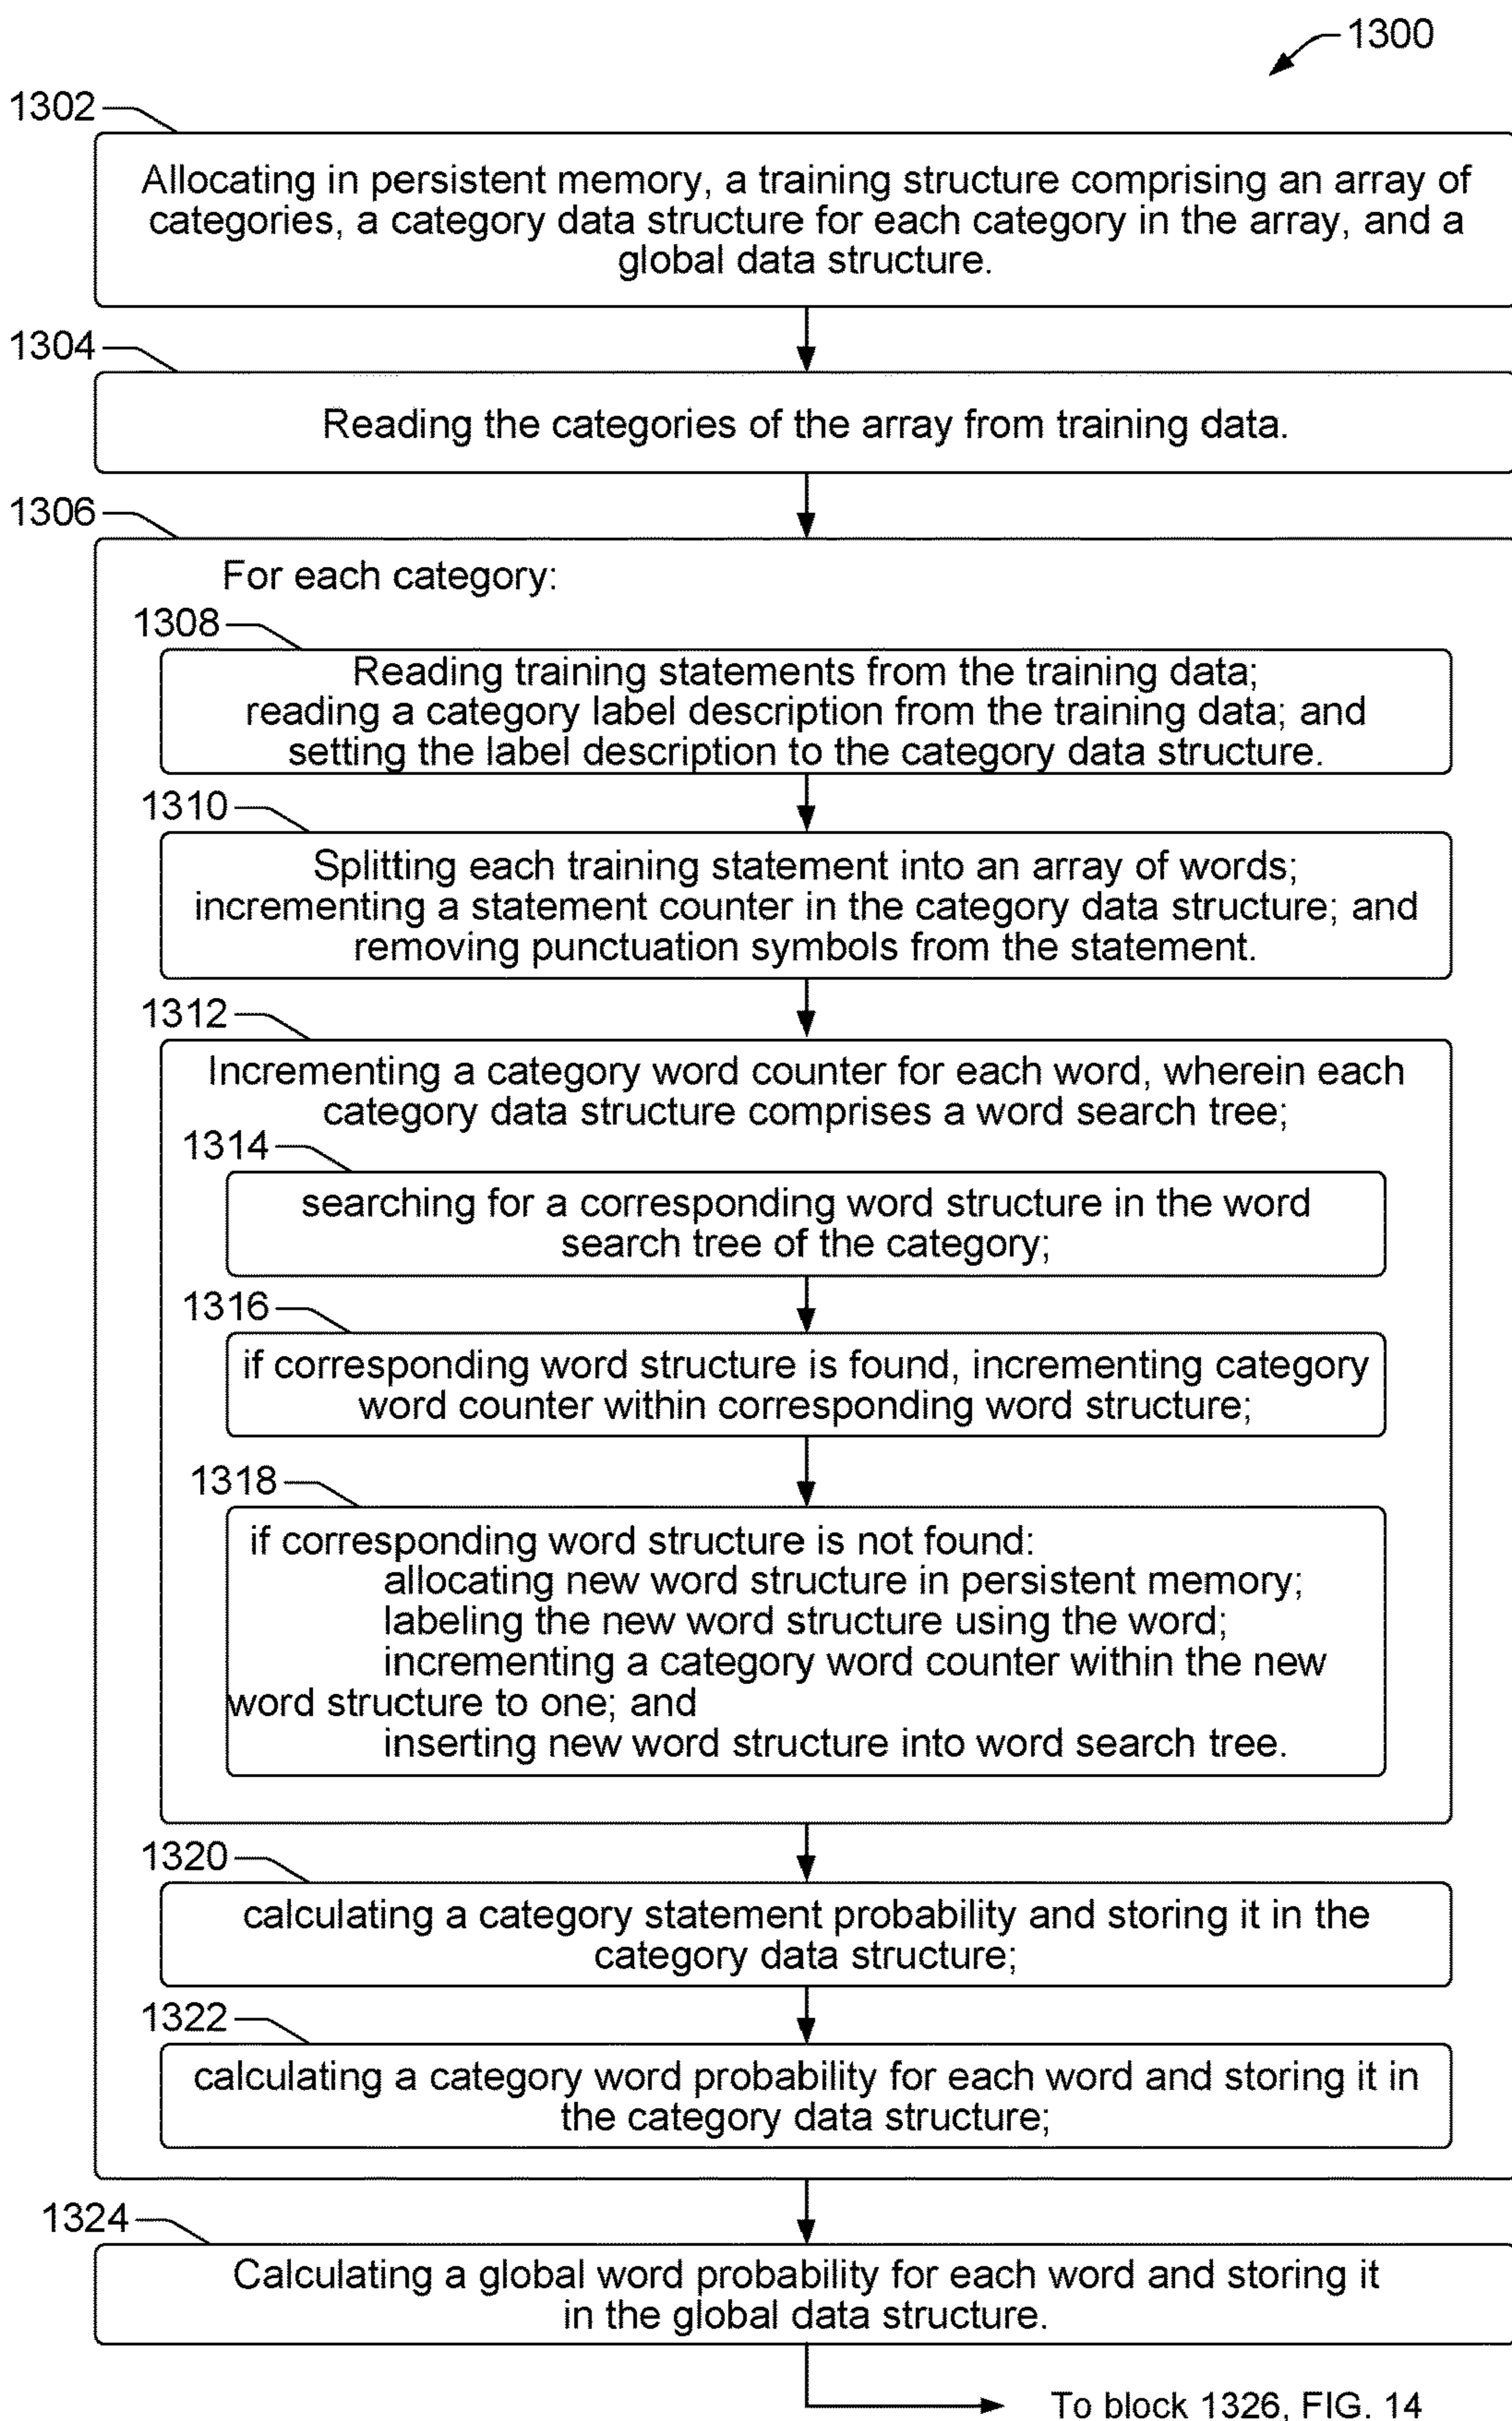 1300
1302
Allocating in persistent memory, a training structure comprising an array of
categories, a category data structure for each category in the array, and a
global data structure.
1304
Reading the categories of the array from training data.
1306
For each category:
1308
Reading training statements from the training data;
reading a category label description from the training data; and
setting the label description to the category data structure.
1310
Splitting each training statement into an array of words;
incrementing a statement counter in the category data structure; and
removing punctuation symbols from the statement.
1312
Incrementing a category word counter for each word, wherein each
category data structure comprises a word search tree;
1314
searching for a corresponding word structure in the word
search tree of the category;
1316
if corresponding word structure is found, incrementing category
word counter within corresponding word structure;
1318
if corresponding word structure is not found:
allocating new word structure in persistent memory;
labeling the new word structure using the word;
incrementing a category word counter within the new
word structure to one; and
inserting new word structure into word search tree.
1320
calculating a category statement probability and storing it in the
category data structure;
1322
calculating a category word probability for each word and storing it in
the category data structure;
1324
Calculating a global word probability for each word and storing it
in the global data structure.
To block 1326, FIG. 14